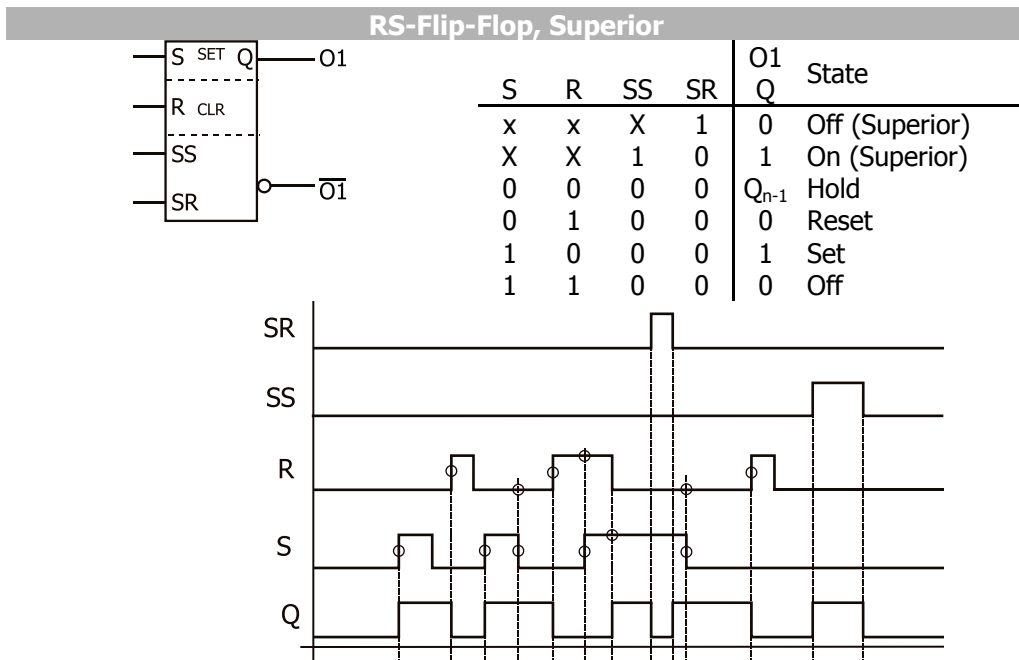 RS-Flip-Flop, Superior
S SET Q O1
R CLR
SS
SR O1
O1
S R SS SR Q State
x x X 1 0 Off (Superior)
X X 1 0 1 On (Superior)
0 0 0 0 Qn-1 Hold
0 1 0 0 0 Reset
1 0 0 0 1 Set
1 1 0 0 0 Off
SR
SS
R
S
Q